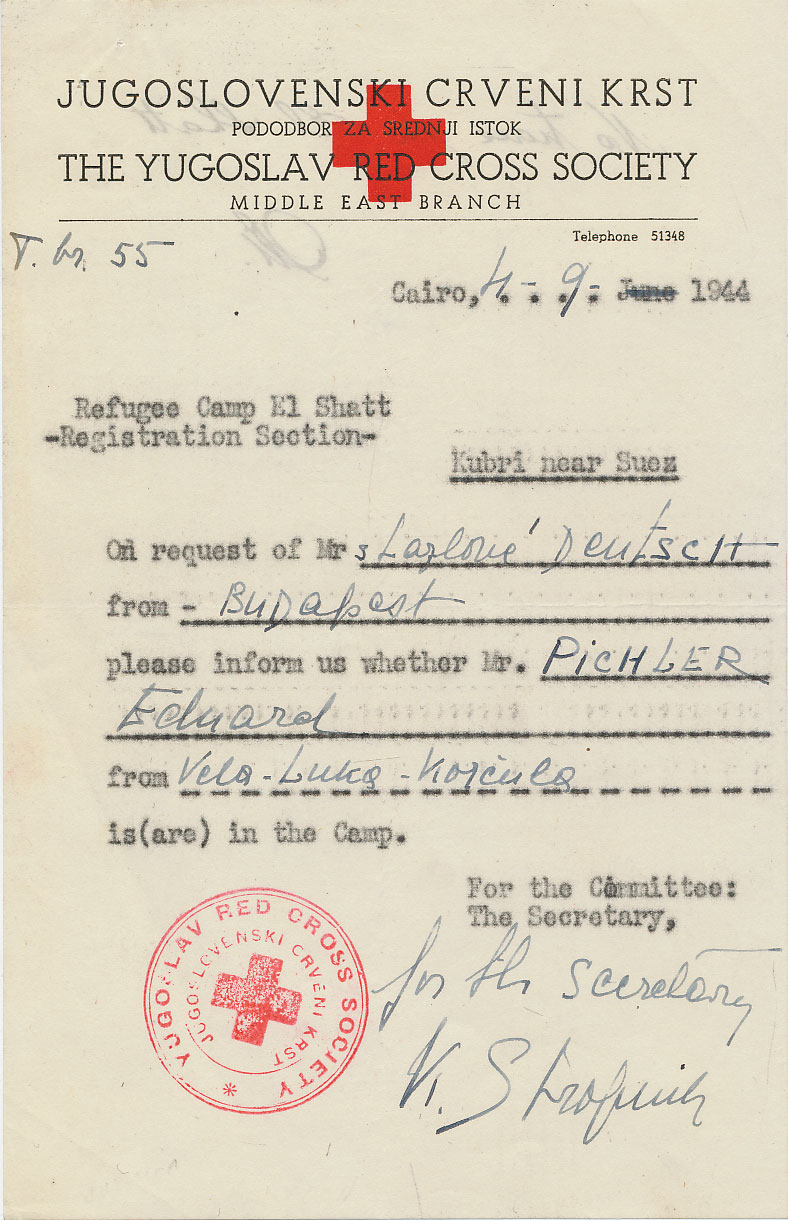 JUGOSLOVENSKI CRVENI KRST
PODODBOR ZA SREDNJI ISTOK
THE YUGOSLAV RED CROSS SOCIETY
MIDDLE EAST BRANCH
Telephone 51348
T. br. 55
Cairo, 4 - 9 - June 1944
Refugee Camp El Shatt
-Registration Section-
Kubri near Suez
On request of Mr s Lazlové DEUTSCH
from - BUDAPEST
please inform us whether Mr. PICHLER
Eduard
from Vela-Luka-Korčula
is(are) in the Camp.
For the Committee:
The Secretary,
for the Secretary
YUGOSLAV RED CROSS SOCIETY
JUGOSLOVENSKI CRVENI KRST